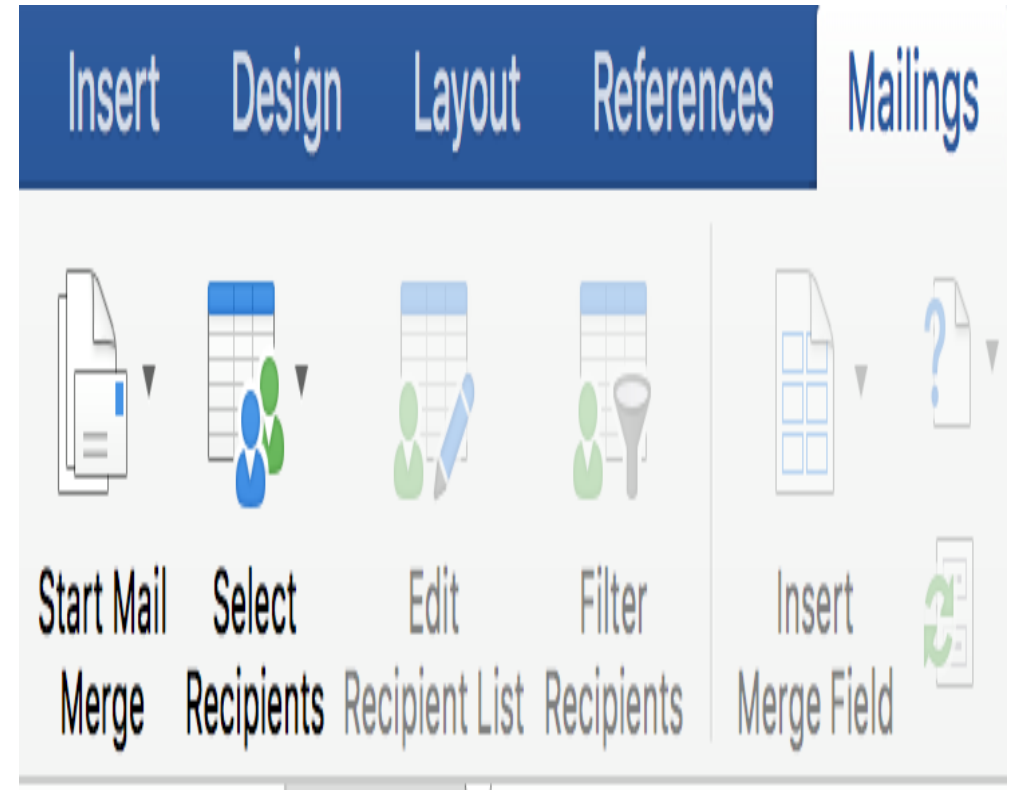 Insert Design Layout References Mailings
Start Mail Select Edit Filter Insert
Merge Recipients Recipient List Recipients Merge Field